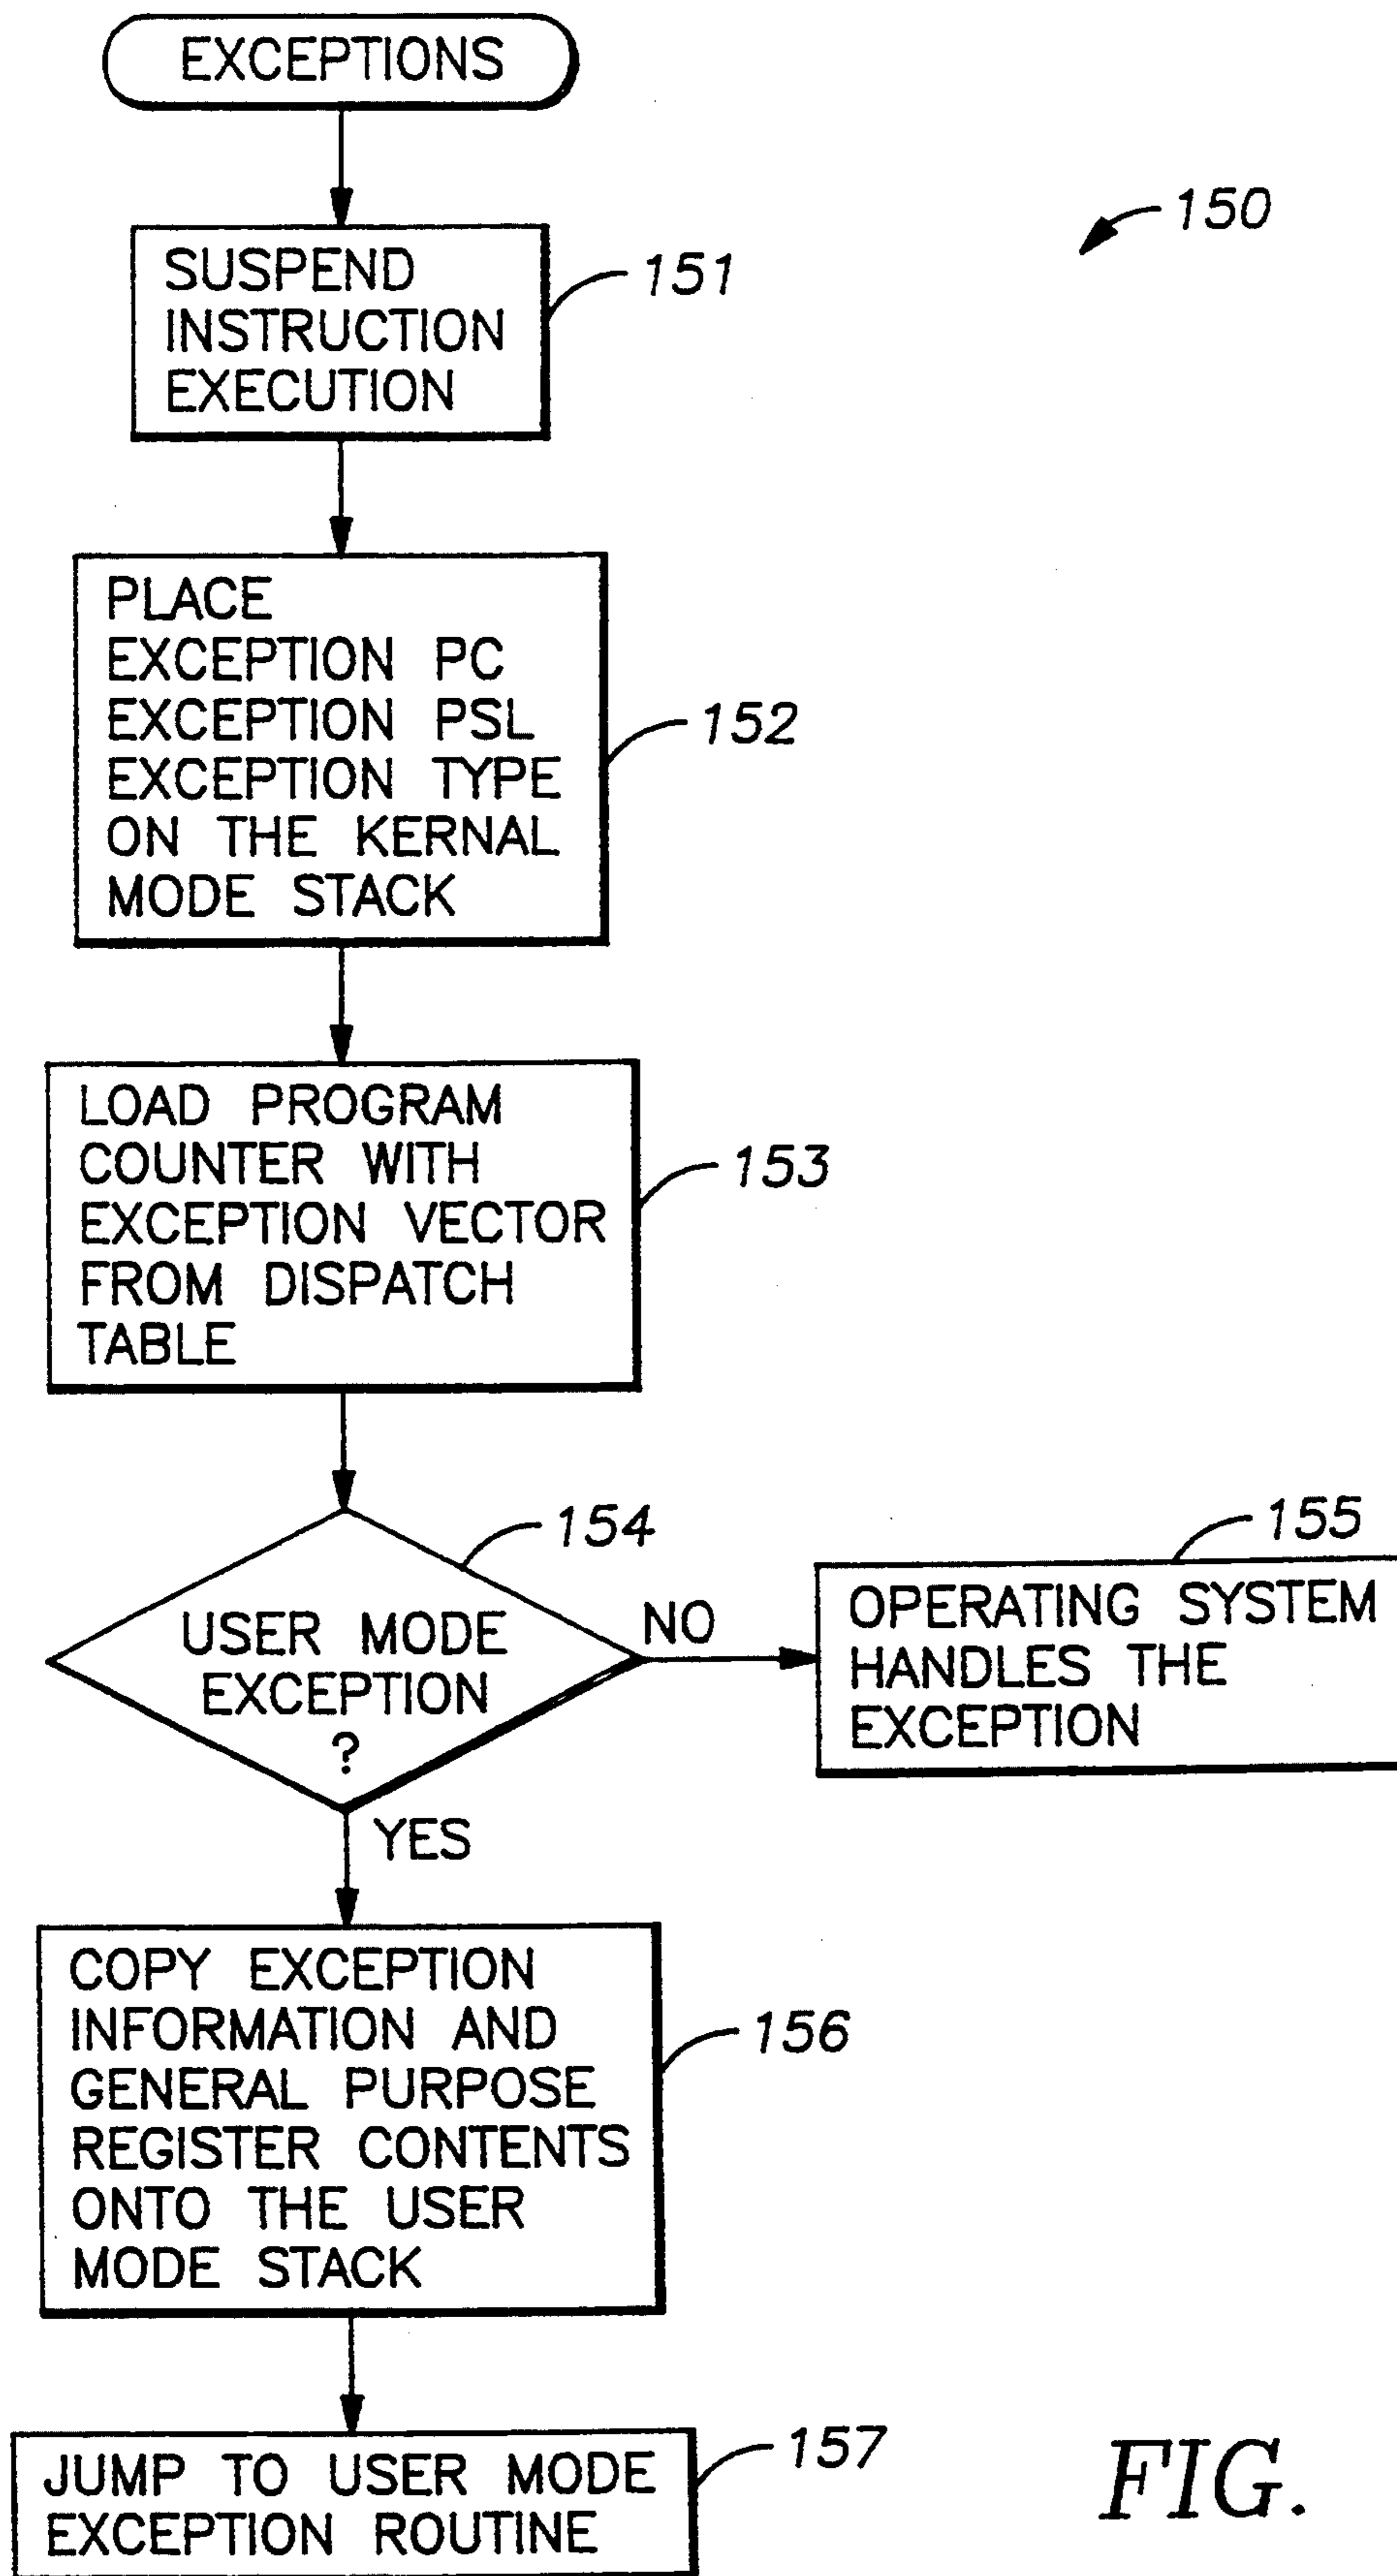 EXCEPTIONS
150
SUSPEND
INSTRUCTION
EXECUTION
151
PLACE
EXCEPTION PC
EXCEPTION PSL
EXCEPTION TYPE
ON THE KERNAL
MODE STACK
152
LOAD PROGRAM
COUNTER WITH
EXCEPTION VECTOR
FROM DISPATCH
TABLE
153
154
USER MODE
EXCEPTION
?
NO
155
OPERATING SYSTEM
HANDLES THE
EXCEPTION
YES
COPY EXCEPTION
INFORMATION AND
GENERAL PURPOSE
REGISTER CONTENTS
ONTO THE USER
MODE STACK
156
JUMP TO USER MODE
EXCEPTION ROUTINE
157
FIG.